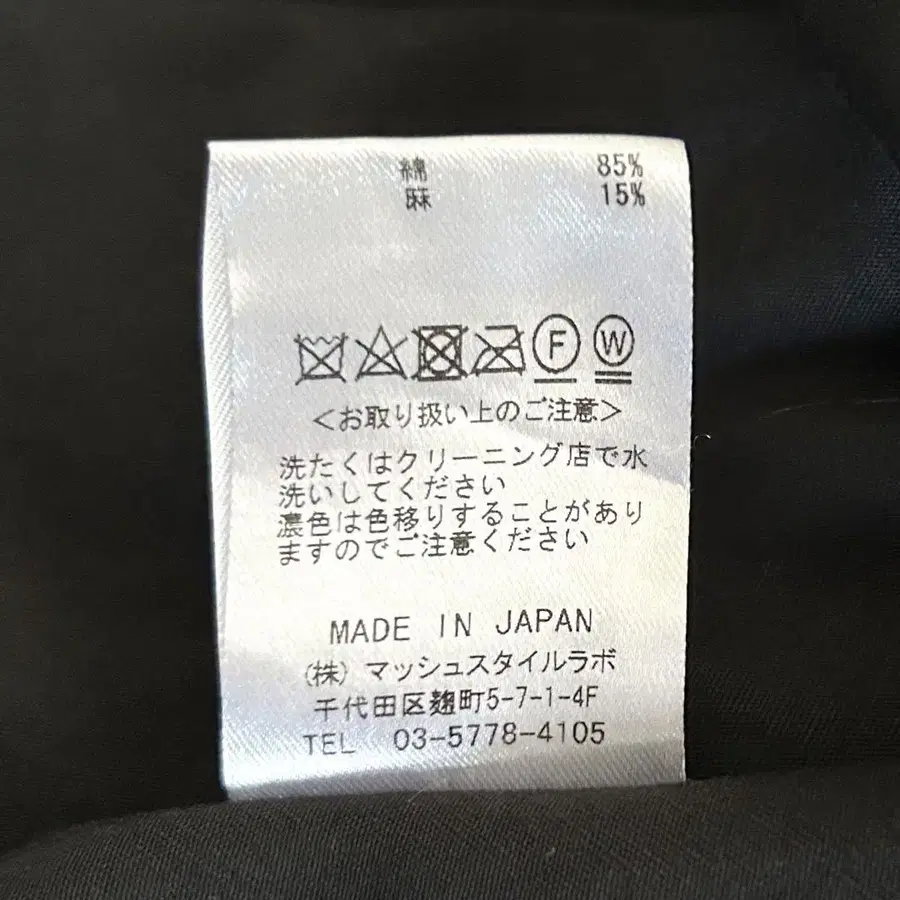 綿 85%
麻 15%
F W
<お取り扱い上のご注意>
洗たくはクリーニング店で水
洗いしてください
濃色は色移りすることがあり
ますのでご注意ください
MADE IN JAPAN
(株) マッシュスタイルラボ
千代田区麹町5-7-1-4F
TEL 03-5778-4105